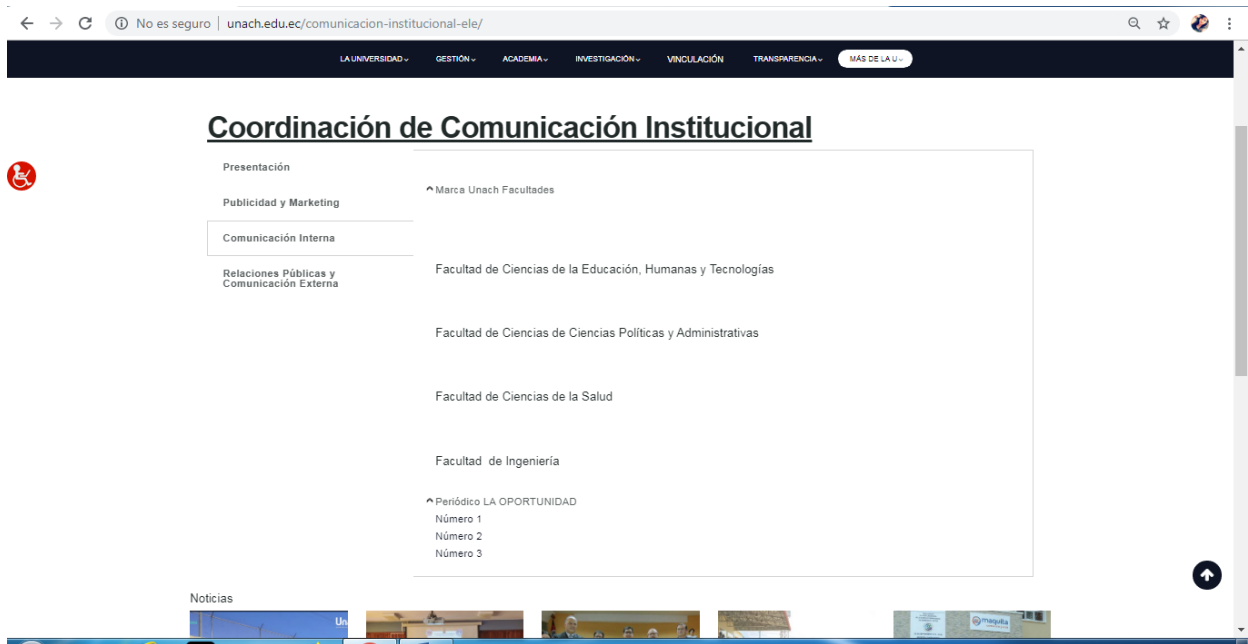 No es seguro | unach.edu.ec/comunicacion-institucional-ele/
LA UNIVERSIDAD GESTIÓN ACADEMIA INVESTIGACIÓN VINCULACIÓN TRANSPARENCIA MÁS DE LA U
Coordinación de Comunicación Institucional
Presentación
Publicidad y Marketing
Comunicación Interna
Relaciones Públicas y
Comunicación Externa
Marca Unach Facultades
Facultad de Ciencias de la Educación, Humanas y Tecnologías
Facultad de Ciencias de Ciencias Políticas y Administrativas
Facultad de Ciencias de la Salud
Facultad de Ingeniería
Periódico LA OPORTUNIDAD
Número 1
Número 2
Número 3
Noticias
Un
maquita